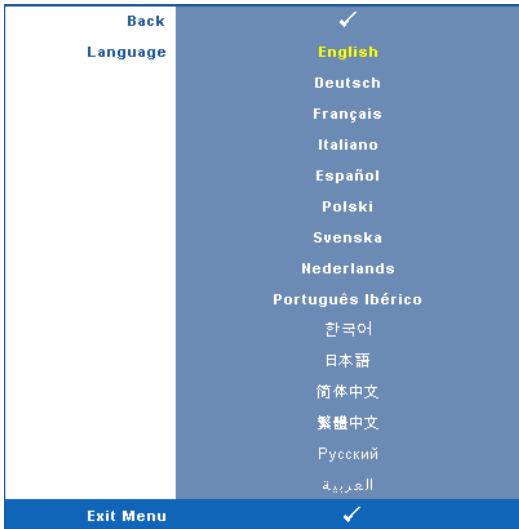 Back ✓
Language English
Deutsch
Français
Italiano
Español
Polski
Svenska
Nederlands
Português Ibérico
한국어
日本語
简体中文
繁體中文
Русский
العربية
Exit Menu ✓